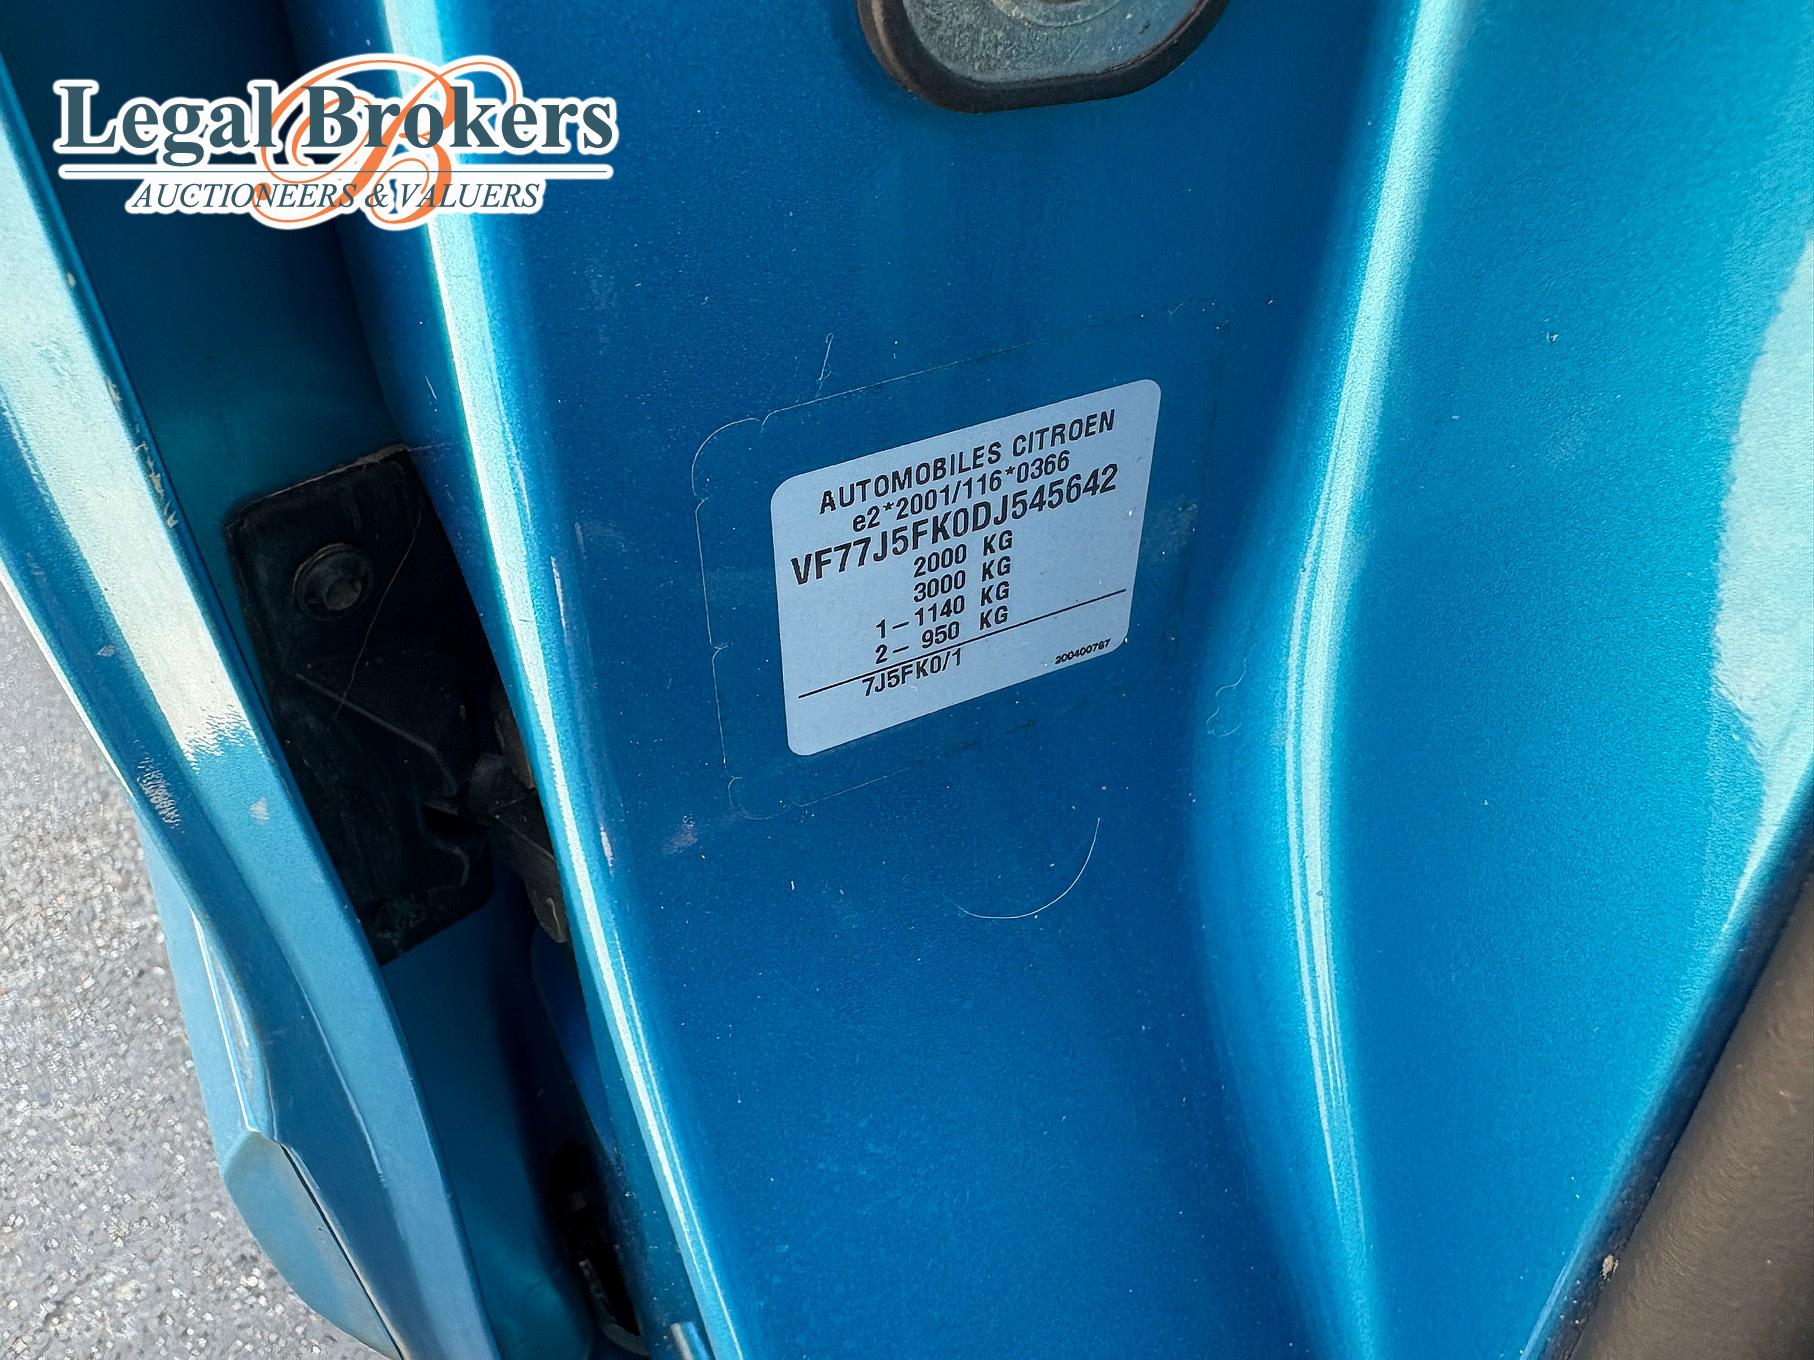 Legal Brokers
AUCTIONEERS & VALUERS
AUTOMOBILES CITROEN
e2*2001/116*0366
VF77J5FK0DJ545642
2000 KG
3000 KG
1- 1140 KG
2- 950 KG
7J5FK0/1
200400767